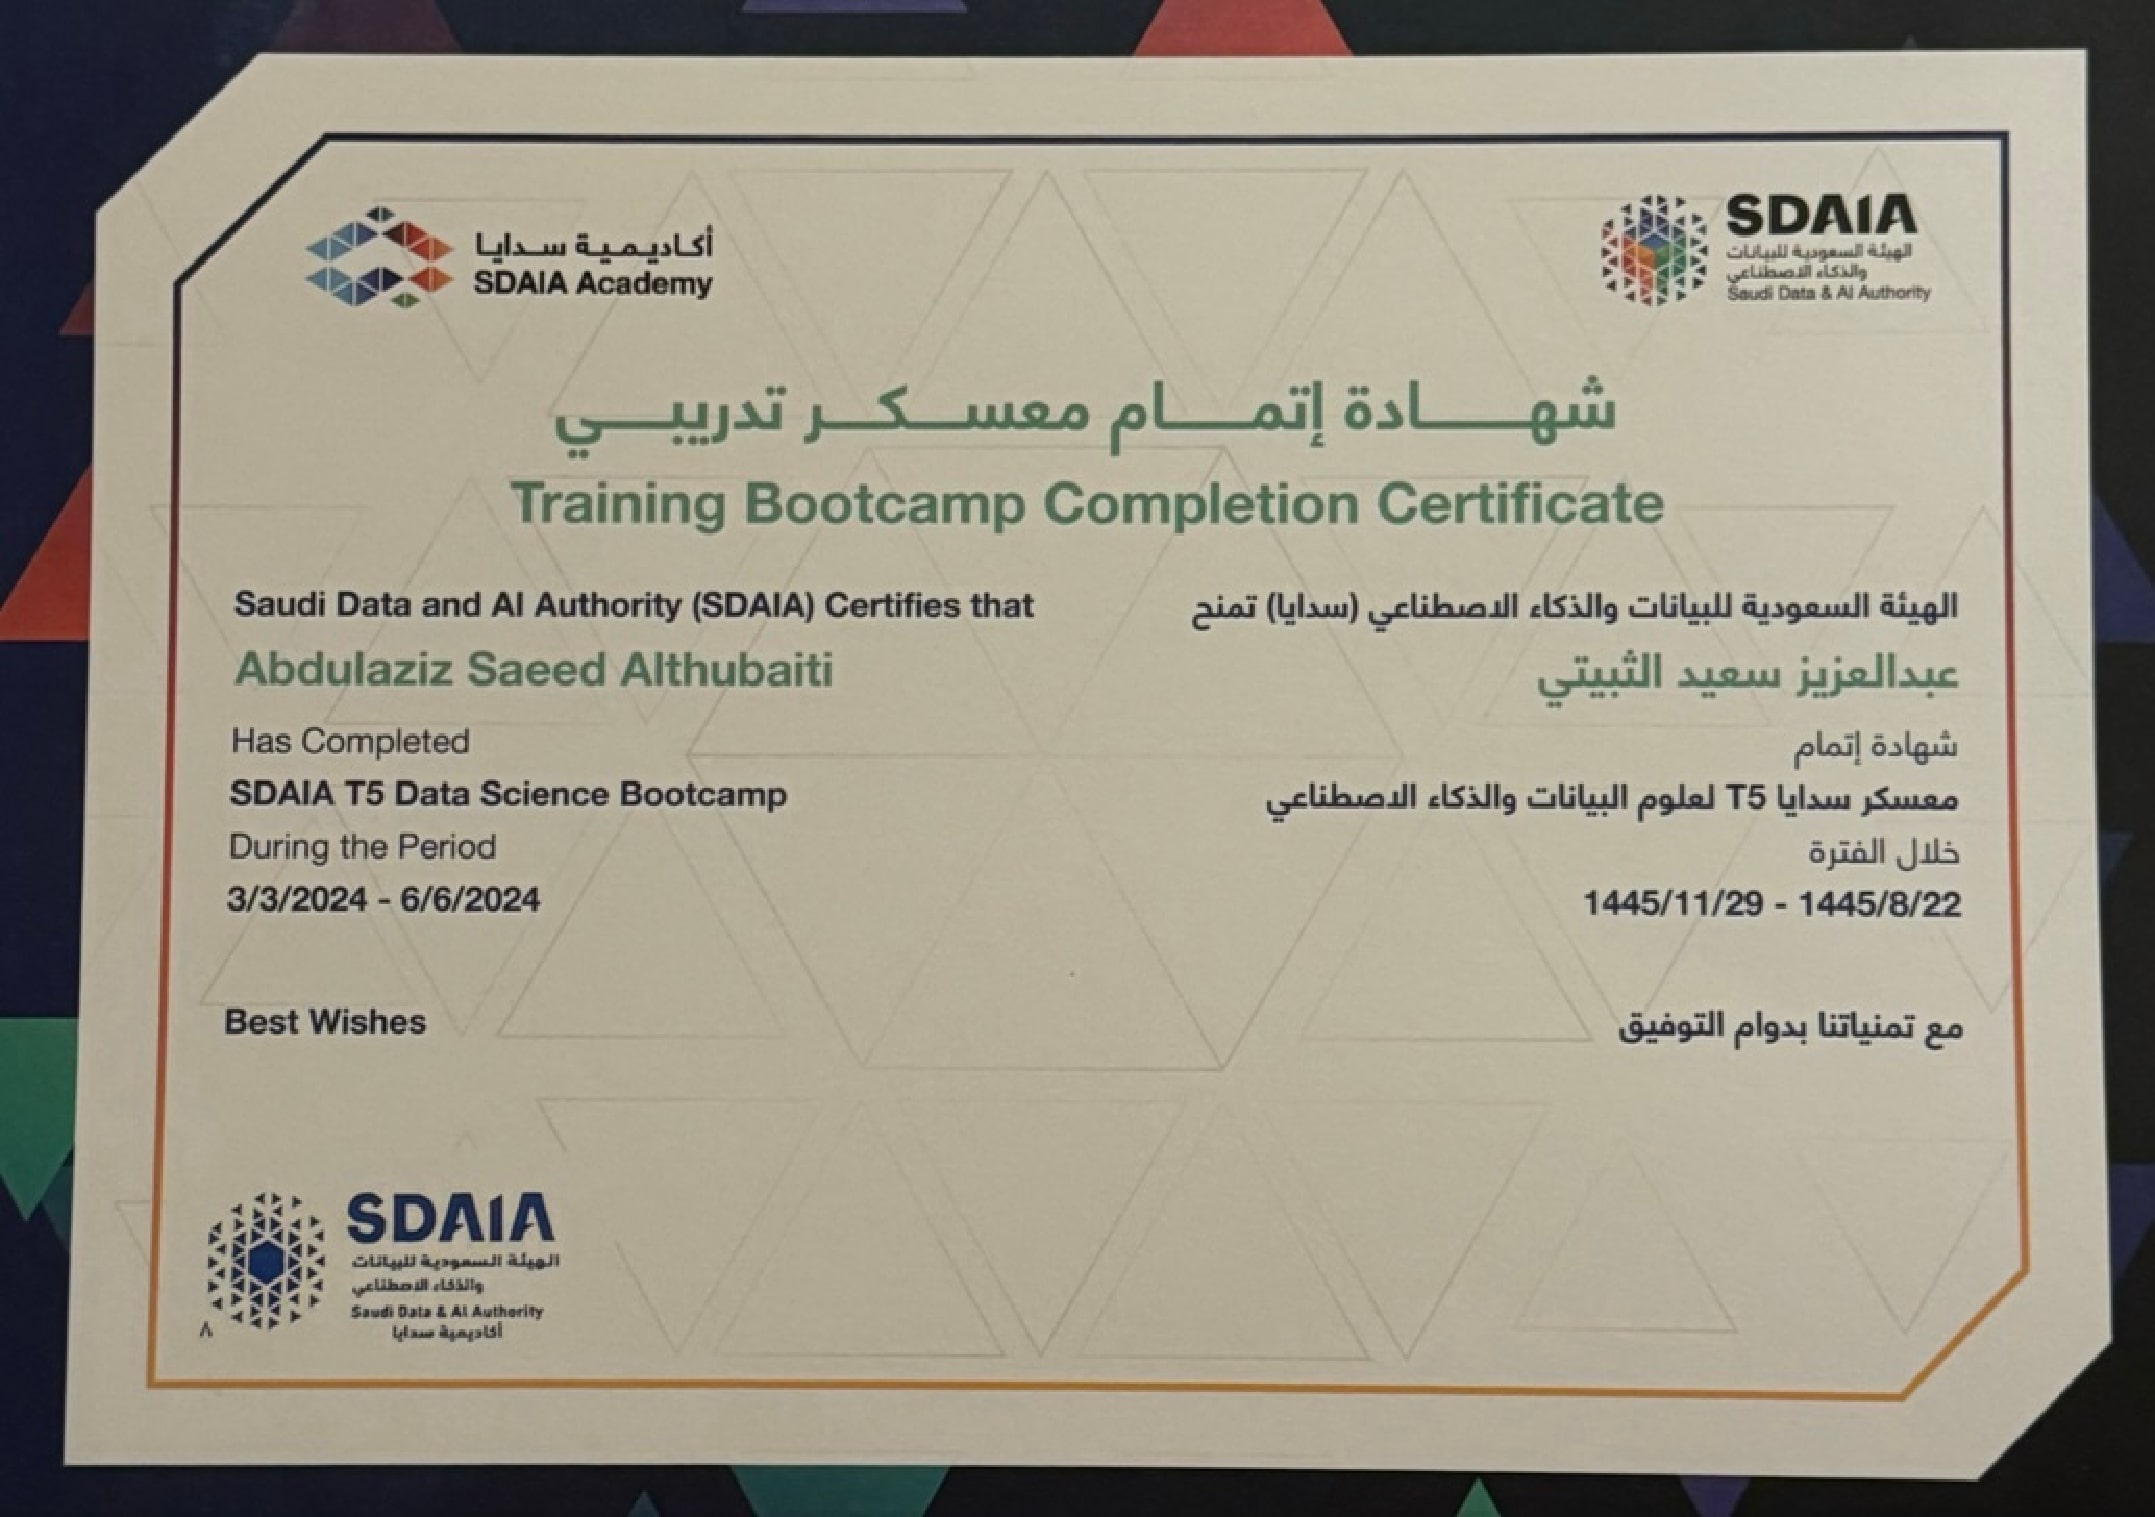 أكاديمية سدايا
SDAIA Academy
SDAIA
الهيئة السعودية للبيانات
والذكاء الاصطناعي
Saudi Data & AI Authority
شهادة إتمام معسكر تدريبي
Training Bootcamp Completion Certificate
Saudi Data and AI Authority (SDAIA) Certifies that
Abdulaziz Saeed Althubaiti
Has Completed
SDAIA T5 Data Science Bootcamp
During the Period
3/3/2024 - 6/6/2024
Best Wishes
الهيئة السعودية للبيانات والذكاء الاصطناعي (سدايا) تمنح
عبدالعزيز سعيد الثبيتي
شهادة إتمام
معسكر سدايا T5 لعلوم البيانات والذكاء الاصطناعي
خلال الفترة
1445/11/29 - 1445/8/22
مع تمنياتنا بدوام التوفيق
SDAIA
الهيئة السعودية للبيانات
والذكاء الاصطناعي
Saudi Data & AI Authority
أكاديمية سدايا
٨